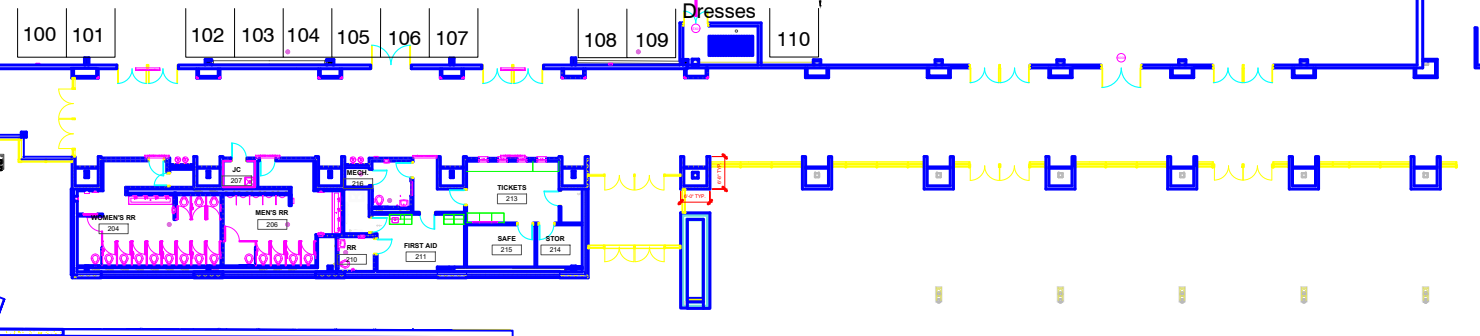 Dresses
100 101 102 103 104 105 106 107 108 109 110
JC
207
MECH.
216
TICKETS
213
WOMEN'S RR
204
MEN'S RR
206
RR
210
FIRST AID
211
SAFE
215
STOR
214